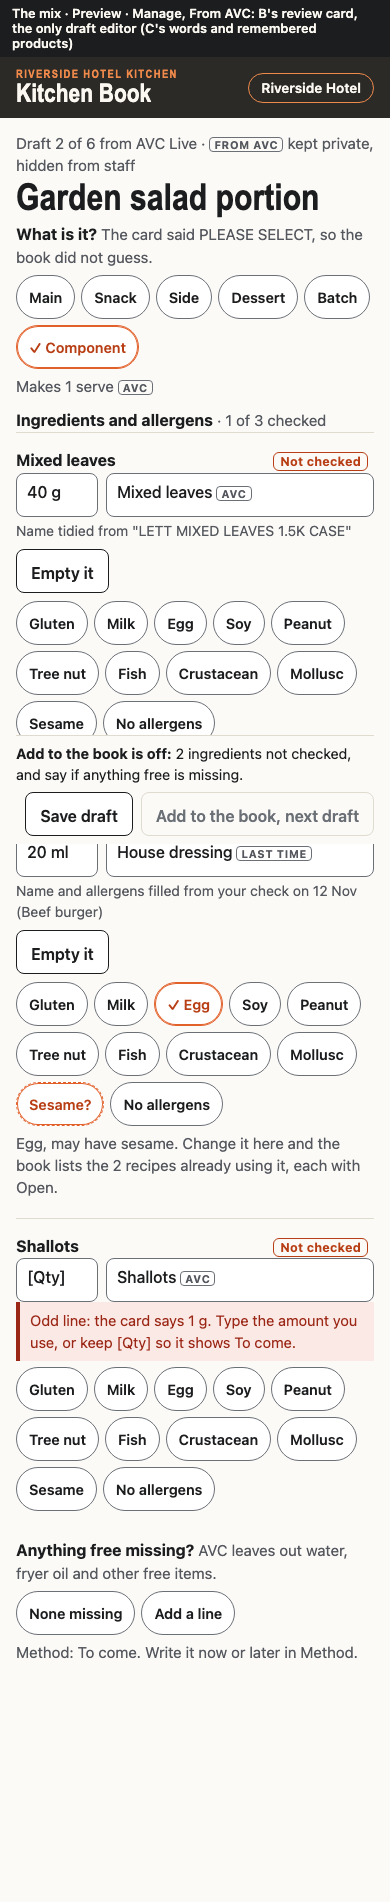 The mix · Preview · Manage, From AVC: B's review card,
the only draft editor (C's words and remembered
products)
RIVERSIDE HOTEL KITCHEN
Kitchen Book
Riverside Hotel
Draft 2 of 6 from AVC Live · FROM AVC kept private,
hidden from staff
Garden salad portion
What is it? The card said PLEASE SELECT, so the
book did not guess.
Main Snack Side Dessert Batch
✓ Component
Makes 1 serve AVC
Ingredients and allergens · 1 of 3 checked
Mixed leaves Not checked
40 g Mixed leaves AVC
Name tidied from "LETT MIXED LEAVES 1.5K CASE"
Empty it
Gluten Milk Egg Soy Peanut
Tree nut Fish Crustacean Mollusc
Sesame No allergens
Add to the book is off: 2 ingredients not checked,
and say if anything free is missing.
Save draft Add to the book, next draft
20 ml House dressing LAST TIME
Name and allergens filled from your check on 12 Nov
(Beef burger)
Empty it
Gluten Milk ✓ Egg Soy Peanut
Tree nut Fish Crustacean Mollusc
Sesame? No allergens
Egg, may have sesame. Change it here and the
book lists the 2 recipes already using it, each with
Open.
Shallots Not checked
[Qty] Shallots AVC
Odd line: the card says 1 g. Type the amount you
use, or keep [Qty] so it shows To come.
Gluten Milk Egg Soy Peanut
Tree nut Fish Crustacean Mollusc
Sesame No allergens
Anything free missing? AVC leaves out water,
fryer oil and other free items.
None missing Add a line
Method: To come. Write it now or later in Method.